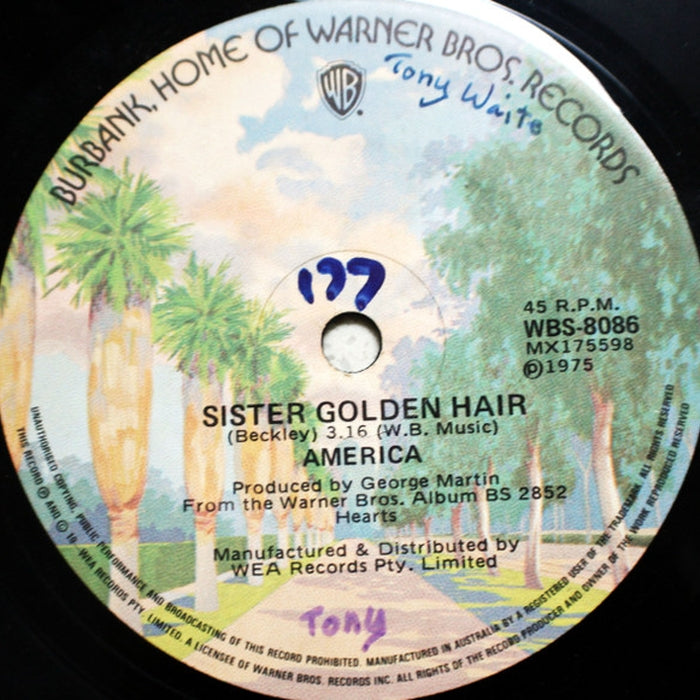 BURBANK, HOME OF WARNER BROS. RECORDS
WB
Tony Waite
177
45 R.P.M.
WBS-8086
MX175598
℗1975
SISTER GOLDEN HAIR
(Beckley) 3.16 (W.B. Music)
AMERICA
Produced by George Martin
From the Warner Bros. Album BS 2852
Hearts
Manufactured & Distributed by
WEA Records Pty. Limited
Tony
UNAUTHORISED COPYING, PUBLIC PERFORMANCE AND BROADCASTING OF THIS RECORD PROHIBITED. MANUFACTURED IN AUSTRALIA BY A REGISTERED USER OF THE TRADEMARK. ALL RIGHTS RESERVED
THIS RECORD ℗ AND © 19 WEA RECORDS PTY. LIMITED. A LICENSEE OF WARNER BROS. RECORDS INC. ALL RIGHTS OF THE RECORD PRODUCER AND OWNER OF THE WORK REPRODUCED RESERVED